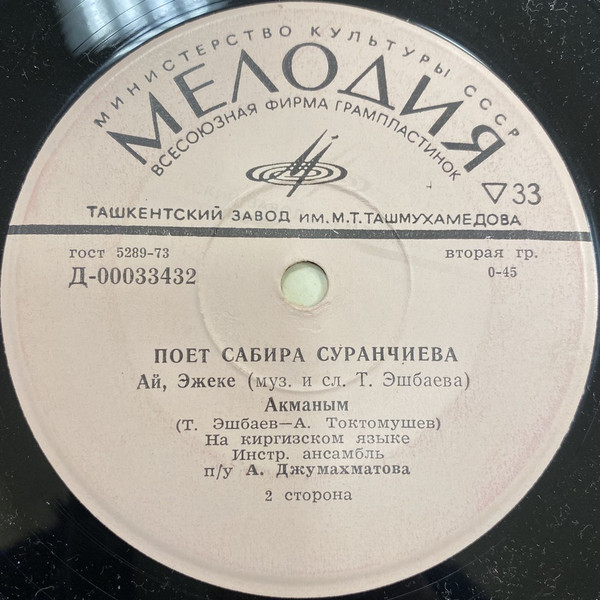 МИНИСТЕРСТВО КУЛЬТУРЫ СССР
МЕЛОДИЯ
ВСЕСОЮЗНАЯ ФИРМА ГРАМПЛАСТИНОК
▽ 33
ТАШКЕНТСКИЙ ЗАВОД ИМ. М.Т. ТАШМУХАМЕДОВА
гост 5289-73
вторая гр.
Д-00033432
0-45
ПОЕТ САБИРА СУРАНЧИЕВА
Ай, Эжеке (муз. и сл. Т. Эшбаева)
Акманым
(Т. Эшбаев—А. Токтомушев)
На киргизском языке
Инстр. ансамбль
п/у А. Джумахматова
2 сторона